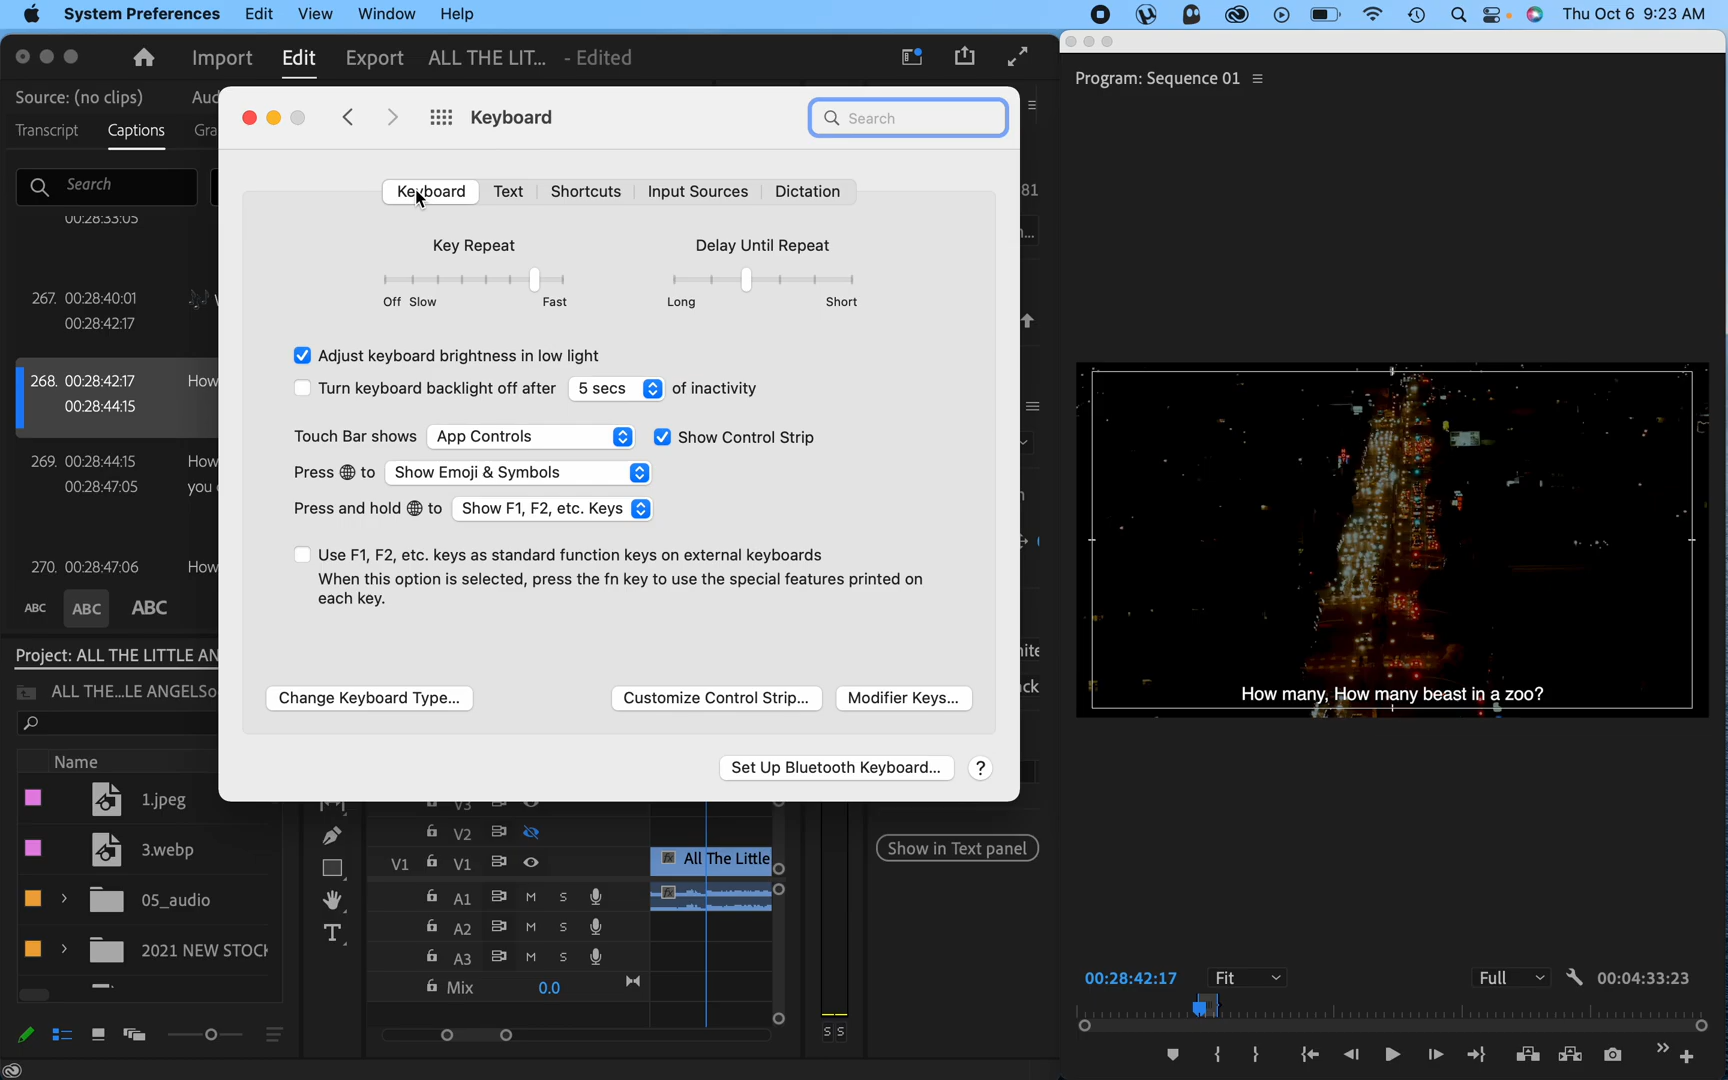 System Preferences Edit View Window Help
Thu Oct 6 9:23 AM
Import Edit Export ALL THE LIT... - Edited
Source: (no clips)
Transcript Captions
Search
00:28:33:05
267. 00:28:40:01
00:28:42:17
268. 00:28:42:17 How
00:28:44:15
269. 00:28:44:15 How
00:28:47:05 you
270. 00:28:47:06 How
ABC ABC ABC
Keyboard
Search
Keyboard Text Shortcuts Input Sources Dictation
Key Repeat
Off Slow Fast
Delay Until Repeat
Long Short
Adjust keyboard brightness in low light
Turn keyboard backlight off after 5 secs of inactivity
Touch Bar shows App Controls Show Control Strip
Press to Show Emoji & Symbols
Press and hold to Show F1, F2, etc. Keys
Use F1, F2, etc. keys as standard function keys on external keyboards
When this option is selected, press the fn key to use the special features printed on
each key.
Change Keyboard Type... Customize Control Strip... Modifier Keys...
Set Up Bluetooth Keyboard... ?
81
Project: ALL THE LITTLE AN
ALL THE...LE ANGELSo
Name
1.jpeg
3.webp
05_audio
2021 NEW STOCK
V3
V2
V1 V1 All The Little
A1 M S
A2 M S
A3 M S
Mix 0.0
S S
Show in Text panel
Program: Sequence 01
How many, How many beast in a zoo?
00:28:42:17 Fit Full 00:04:33:23